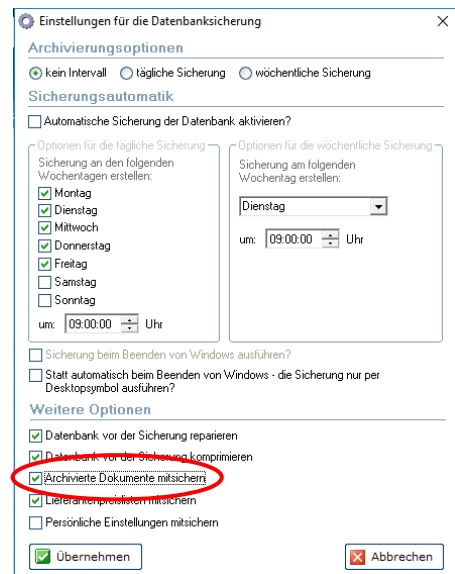 Einstellungen für die Datenbanksicherung
Archivierungsoptionen
kein Intervall tägliche Sicherung wöchentliche Sicherung
Sicherungsautomatik
Automatische Sicherung der Datenbank aktivieren?
Optionen für die tägliche Sicherung
Sicherung an den folgenden
Wochentagen erstellen:
Montag
Dienstag
Mittwoch
Donnerstag
Freitag
Samstag
Sonntag
um: 09:00:00 Uhr
Optionen für die wöchentliche Sicherung
Sicherung am folgenden
Wochentag erstellen:
Dienstag
um: 09:00:00 Uhr
Sicherung beim Beenden von Windows ausführen?
Statt automatisch beim Beenden von Windows - die Sicherung nur per
Desktopsymbol ausführen?
Weitere Optionen
Datenbank vor der Sicherung reparieren
Datenbank vor der Sicherung komprimieren
Archivierte Dokumente mitsichern
Lieferantenpreislisten mitsichern
Persönliche Einstellungen mitsichern
Übernehmen Abbrechen